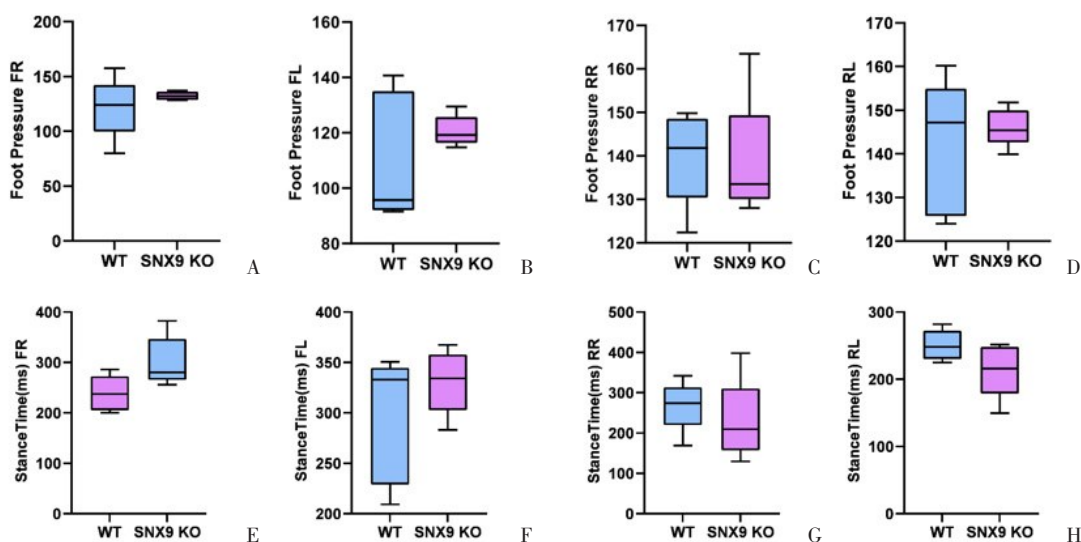 Foot Pressure FR
200
150
100
50
0
WT SNX9 KO
A
Foot Pressure FL
160
140
120
100
80
WT SNX9 KO
B
Foot Pressure RR
170
160
150
140
130
120
WT SNX9 KO
C
Foot Pressure RL
170
160
150
140
130
120
WT SNX9 KO
D
StanceTime(ms) FR
400
300
200
100
0
WT SNX9 KO
E
StanceTime(ms) FL
400
350
300
250
200
WT SNX9 KO
F
StanceTime(ms) RR
500
400
300
200
100
0
WT SNX9 KO
G
StanceTime(ms) RL
300
200
100
0
WT SNX9 KO
H